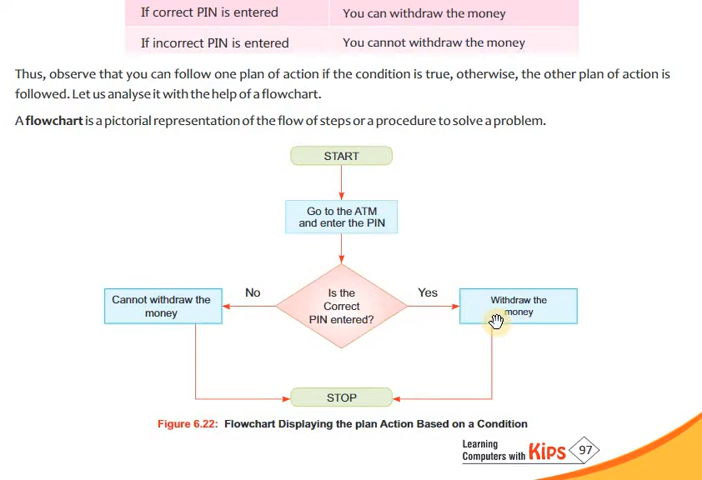 If correct PIN is entered You can withdraw the money
If incorrect PIN is entered You cannot withdraw the money
Thus, observe that you can follow one plan of action if the condition is true, otherwise, the other plan of action is
followed. Let us analyse it with the help of a flowchart.
A flowchart is a pictorial representation of the flow of steps or a procedure to solve a problem.
START
Go to the ATM
and enter the PIN
No
Is the
Correct
PIN entered?
Yes
Cannot withdraw the
money
Withdraw the
money
STOP
Figure 6.22: Flowchart Displaying the plan Action Based on a Condition
Learning
Computers with Kips 97